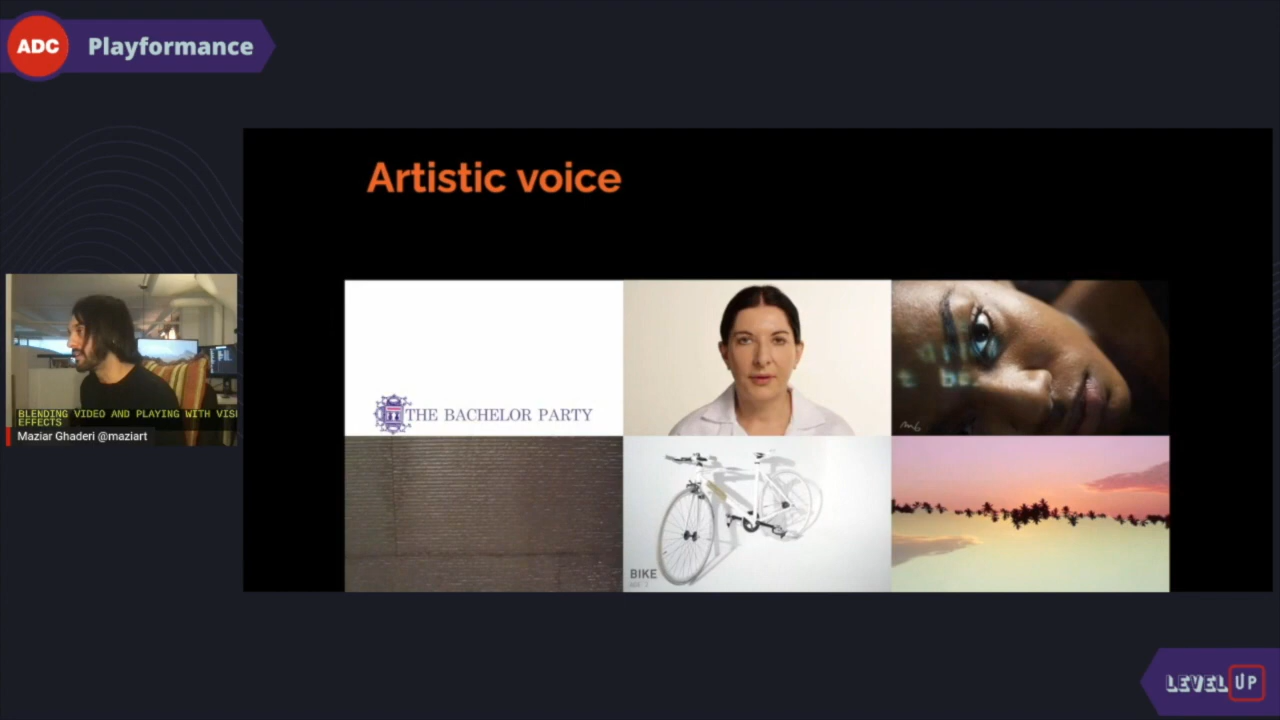 ADC
Playformance
Artistic voice
THE BACHELOR PARTY
BLENDING VIDEO AND PLAYING WITH VISU
EFFECTS
Maziar Ghaderi @maziart
BIKE
LEVEL UP